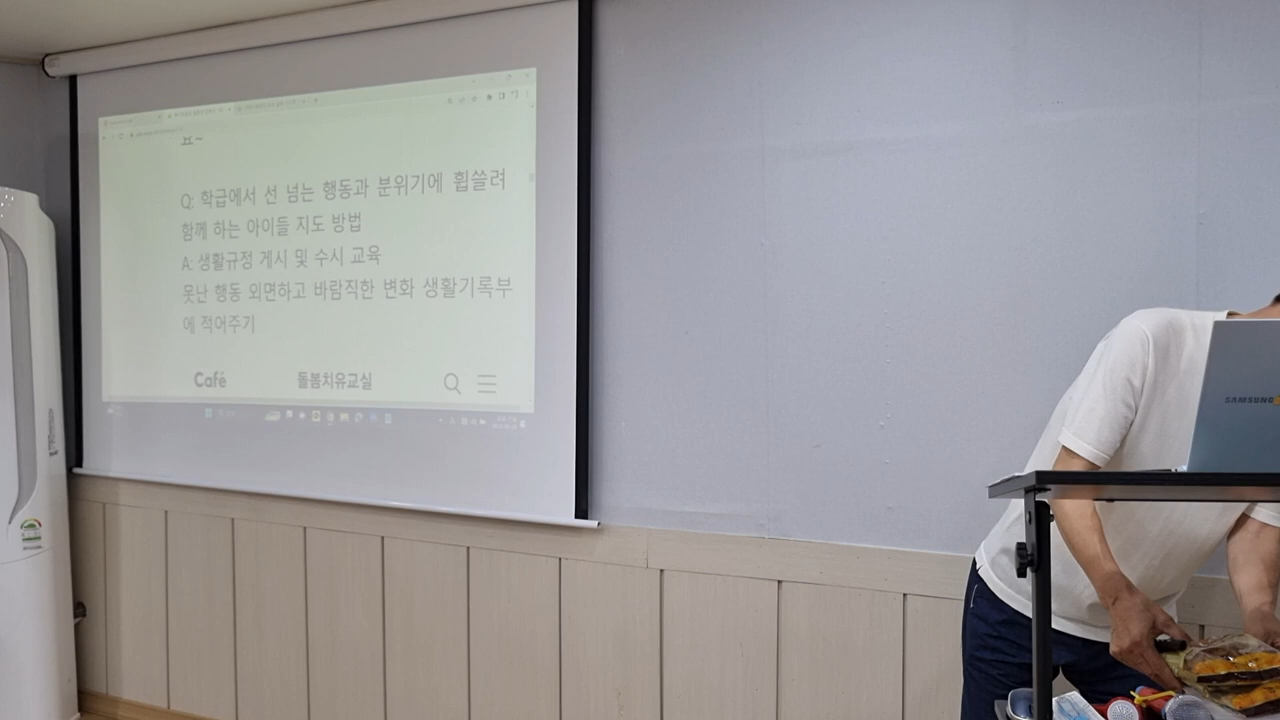 Q: 학급에서 선 넘는 행동과 분위기에 휩쓸려
함께 하는 아이들 지도 방법
A: 생활규정 게시 및 수시 교육
못난 행동 외면하고 바람직한 변화 생활기록부
에 적어주기
Café 돌봄치유교실
SAMSUNG